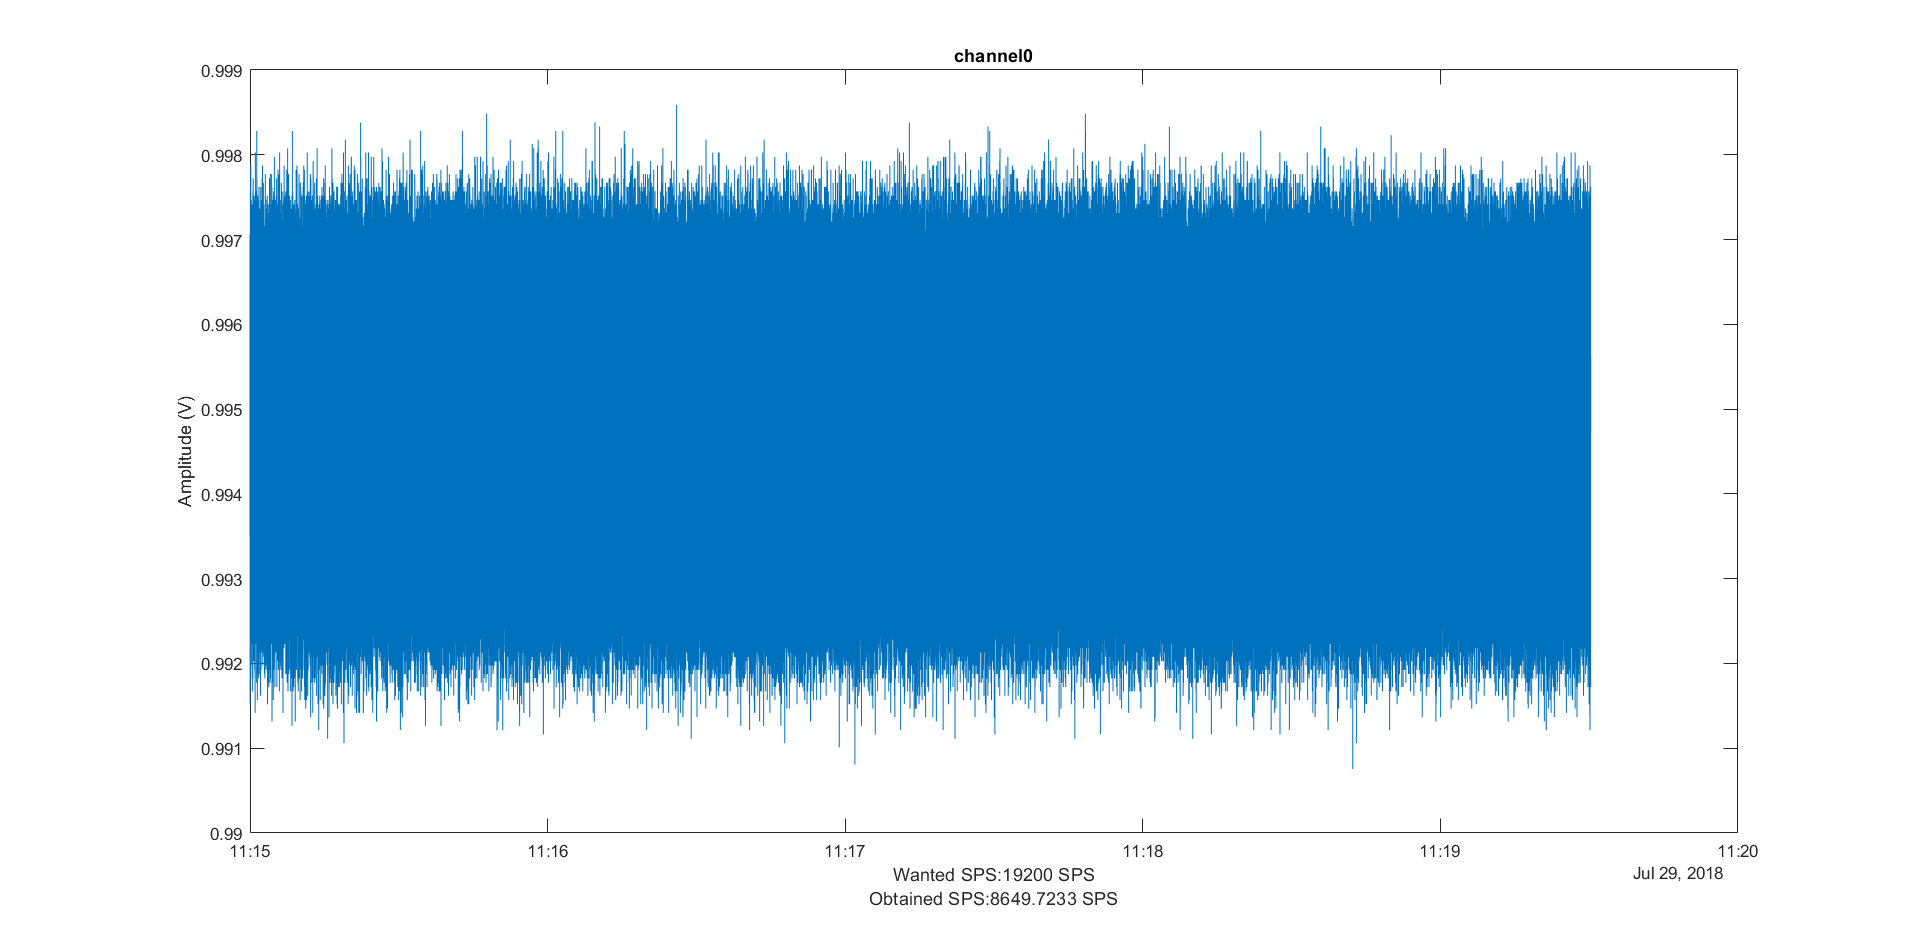 channel0
0.999
0.998
0.997
0.996
0.995
0.994
0.993
0.992
0.991
0.99
Amplitude (V)
11:15 11:16 11:17 11:18 11:19 11:20
Wanted SPS:19200 SPS
Jul 29, 2018
Obtained SPS:8649.7233 SPS